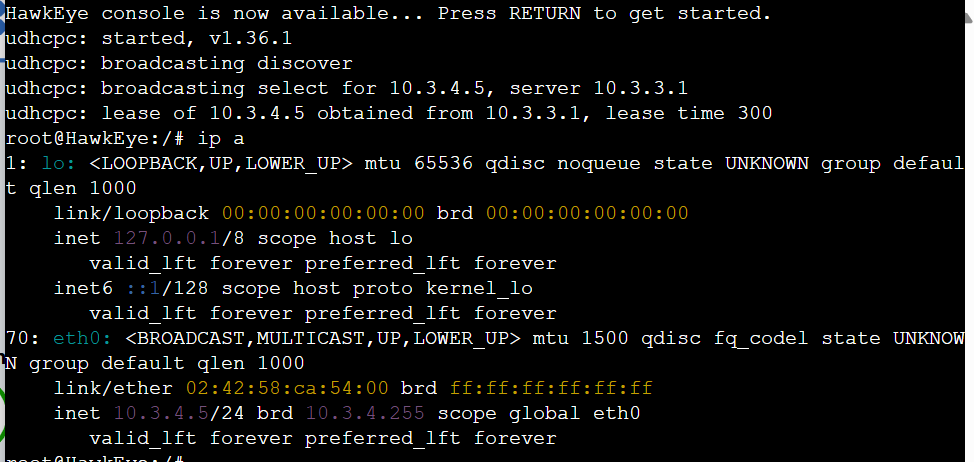 HawkEye console is now available... Press RETURN to get started.
udhcpc: started, v1.36.1
udhcpc: broadcasting discover
udhcpc: broadcasting select for 10.3.4.5, server 10.3.3.1
udhcpc: lease of 10.3.4.5 obtained from 10.3.3.1, lease time 300
root@HawkEye:/# ip a
1: lo: <LOOPBACK,UP,LOWER_UP> mtu 65536 qdisc noqueue state UNKNOWN group defaul
t qlen 1000
    link/loopback 00:00:00:00:00:00 brd 00:00:00:00:00:00
    inet 127.0.0.1/8 scope host lo
       valid_lft forever preferred_lft forever
    inet6 ::1/128 scope host proto kernel_lo
       valid_lft forever preferred_lft forever
70: eth0: <BROADCAST,MULTICAST,UP,LOWER_UP> mtu 1500 qdisc fq_codel state UNKNOW
N group default qlen 1000
    link/ether 02:42:58:ca:54:00 brd ff:ff:ff:ff:ff:ff
    inet 10.3.4.5/24 brd 10.3.4.255 scope global eth0
       valid_lft forever preferred_lft forever
root@HawkEye:/#